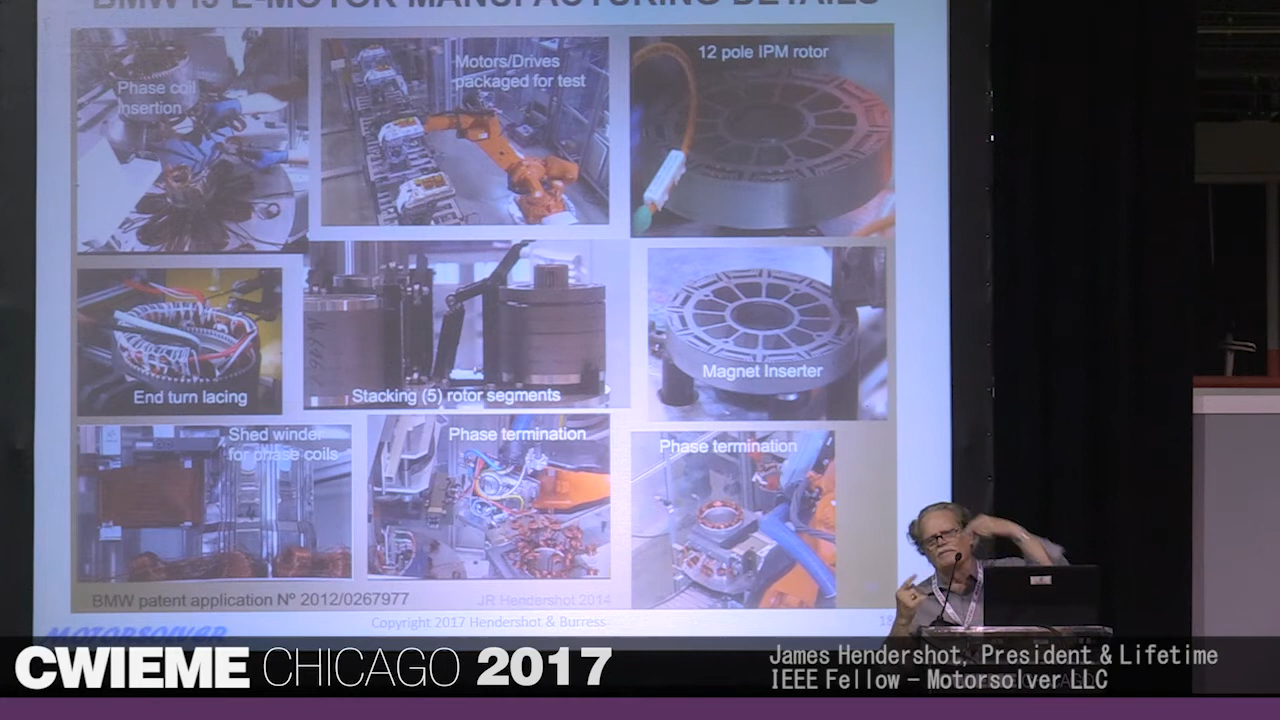 BMW i3 E-MOTOR MANUFACTURING DETAILS
Phase coil
insertion
Motors/Drives
packaged for test
12 pole IPM rotor
End turn lacing
Stacking (5) rotor segments
Magnet Inserter
Shed winder
for phase coils
Phase termination
Phase termination
BMW patent application Nº 2012/0267977
JR Hendershot 2014
Copyright 2017 Hendershot & Burress
18
MOTORSOLVER
CWIEME CHICAGO 2017
James Hendershot, President & Lifetime
IEEE Fellow – Motorsolver LLC